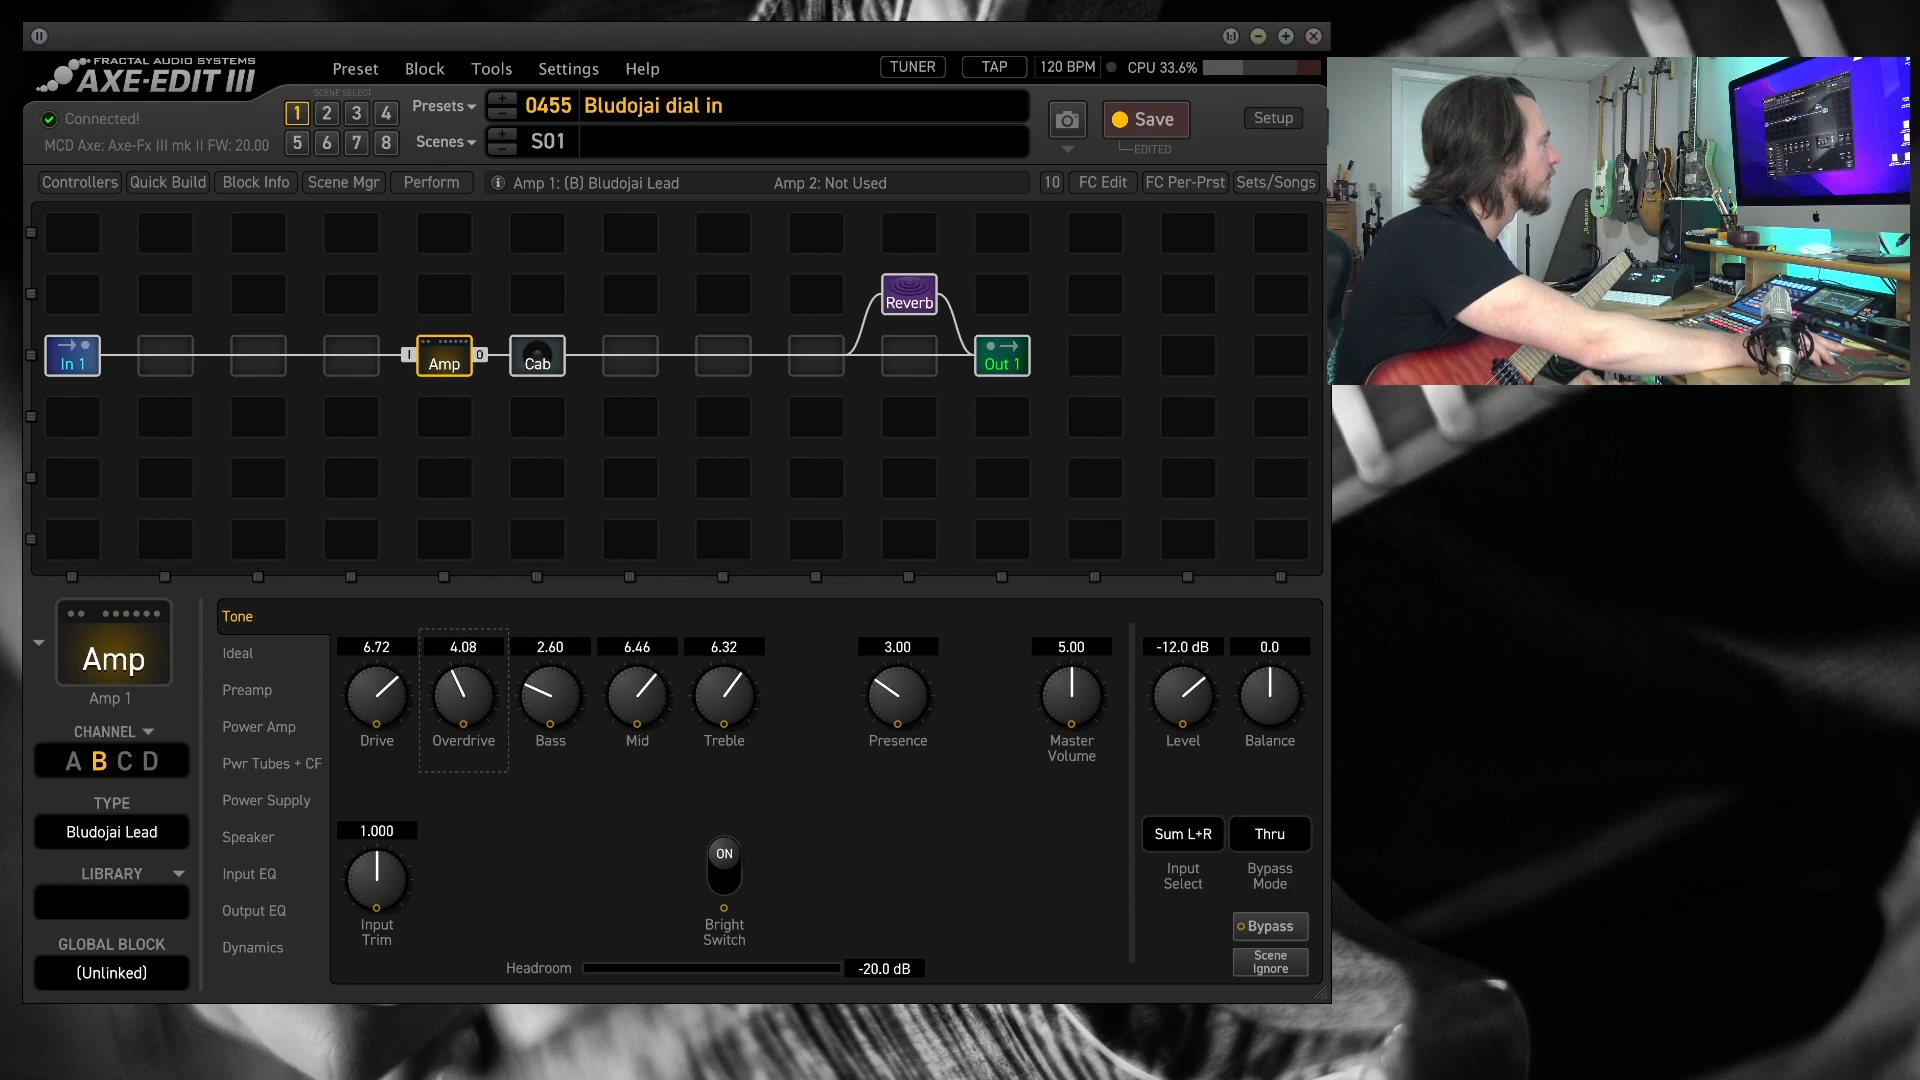 FRACTAL AUDIO SYSTEMS
AXE-EDIT III
Preset Block Tools Settings Help
TUNER TAP 120 BPM CPU 33.6%
Connected!
MCD Axe: Axe-Fx III mk II FW: 20.00
SCENE SELECT
1 2 3 4
5 6 7 8
Presets + - 0455 Bludojai dial in
Scenes + - S01
Save
EDITED
Setup
Controllers Quick Build Block Info Scene Mgr Perform
Amp 1: (B) Bludojai Lead Amp 2: Not Used
10 FC Edit FC Per-Prst Sets/Songs
Reverb
In 1 I Amp O Cab Out 1
Amp
Amp 1
CHANNEL
A B C D
TYPE
Bludojai Lead
LIBRARY
GLOBAL BLOCK
(Unlinked)
Tone
Ideal
Preamp
Power Amp
Pwr Tubes + CF
Power Supply
Speaker
Input EQ
Output EQ
Dynamics
6.72 4.08 2.60 6.46 6.32 3.00 5.00 -12.0 dB 0.0
Drive Overdrive Bass Mid Treble Presence Master Volume Level Balance
1.000
Input Trim
ON
Bright Switch
Sum L+R Thru
Input Select
Bypass Mode
Bypass
Scene Ignore
Headroom -20.0 dB